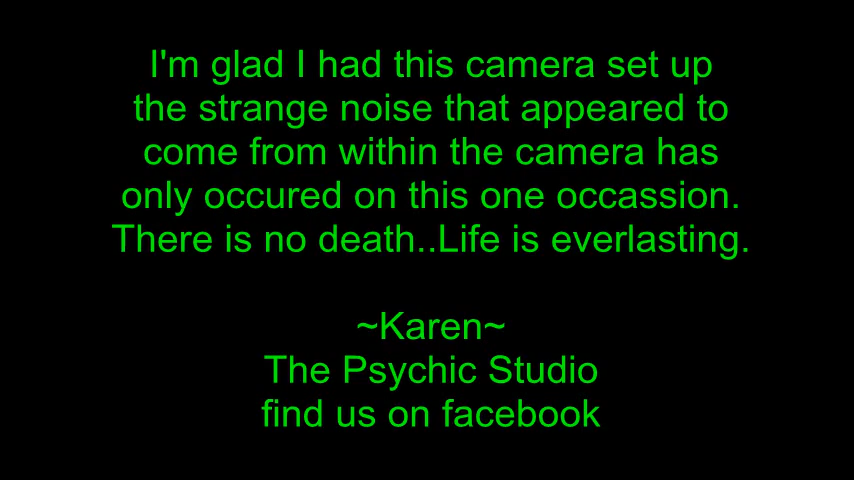 I'm glad I had this camera set up
the strange noise that appeared to
come from within the camera has
only occured on this one occassion.
There is no death..Life is everlasting.
~Karen~
The Psychic Studio
find us on facebook